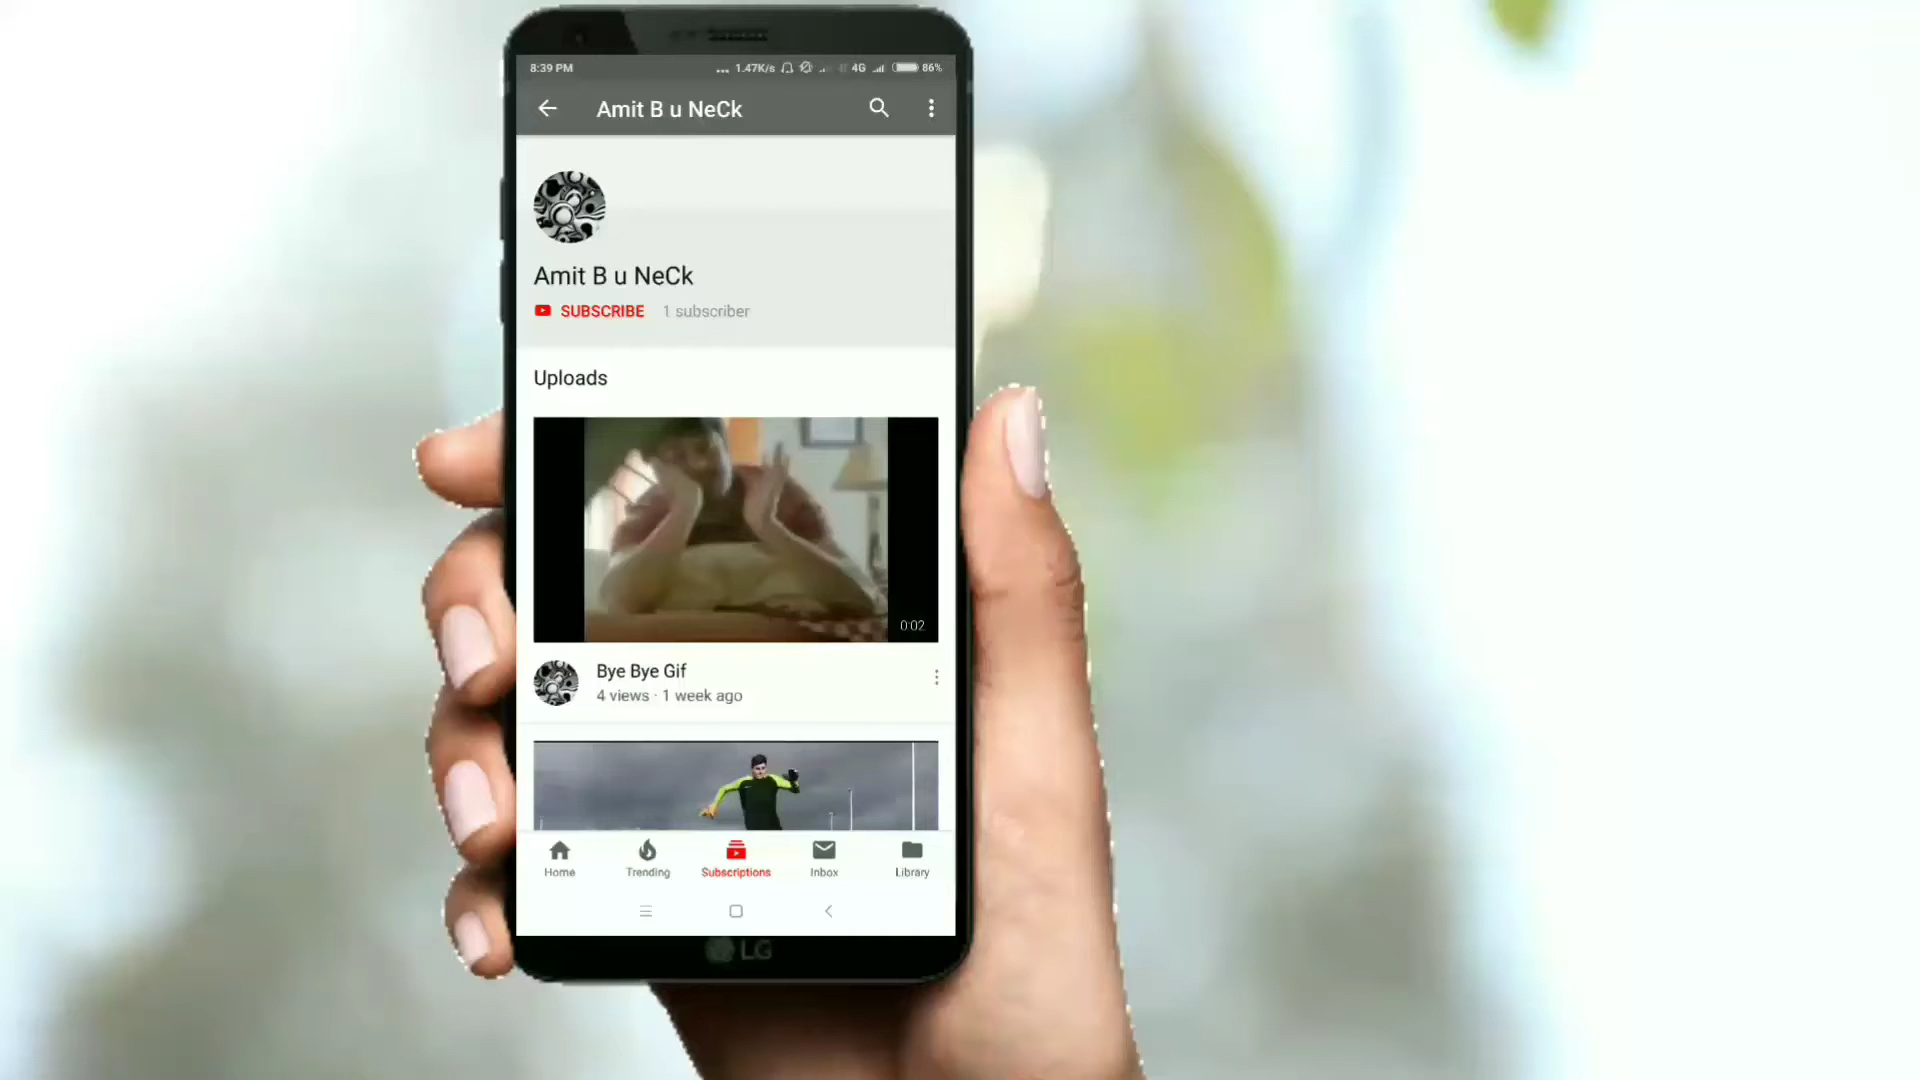 8:39 PM ... 1.47K/s 4G 86%
Amit B u NeCk
Amit B u NeCk
SUBSCRIBE 1 subscriber
Uploads
0:02
Bye Bye Gif
4 views · 1 week ago
Home Trending Subscriptions Inbox Library
LG